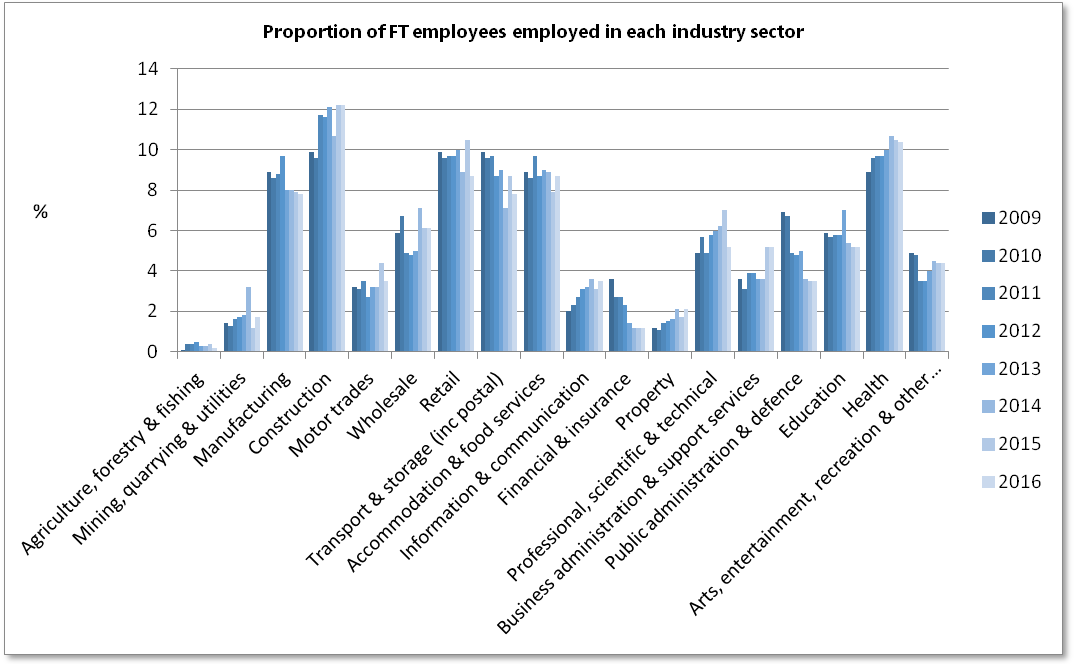 Proportion of FT employees employed in each industry sector
14
12
10
8
6
4
2
0
%
Agriculture, forestry & fishing
Mining, quarrying & utilities
Manufacturing
Construction
Motor trades
Wholesale
Retail
Transport & storage (inc postal)
Accommodation & food services
Information & communication
Financial & insurance
Property
Professional, scientific & technical
Business administration & support services
Public administration & defence
Education
Health
Arts, entertainment, recreation & other...
2009
2010
2011
2012
2013
2014
2015
2016